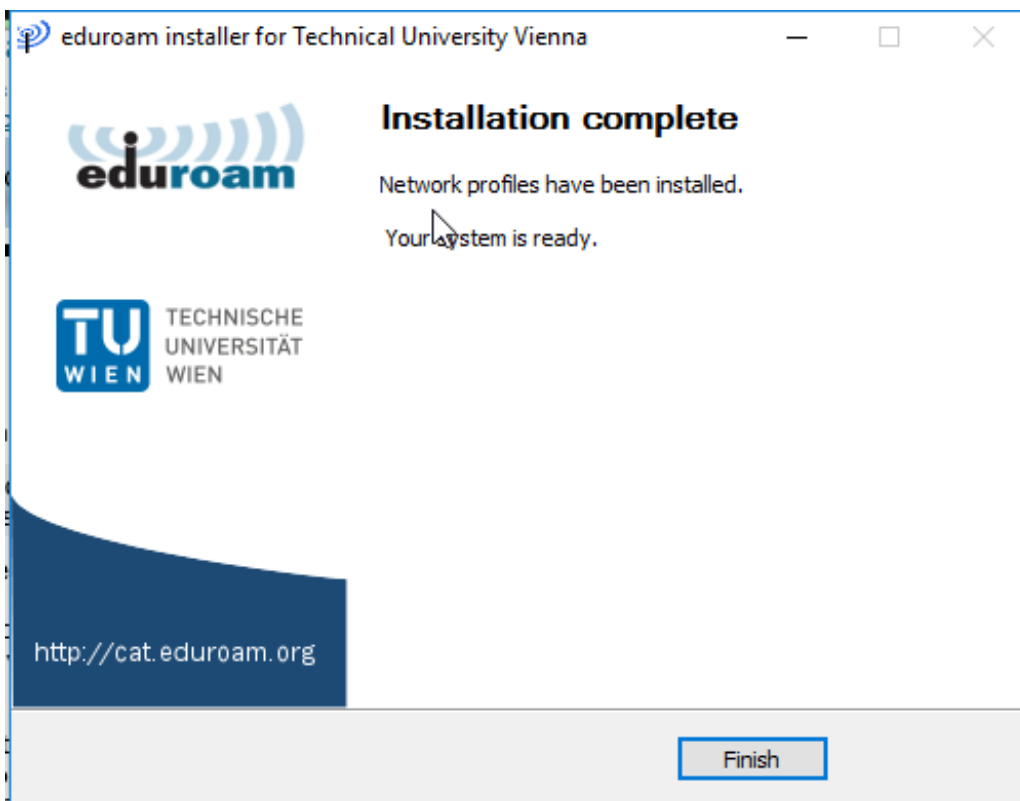 eduroam installer for Technical University Vienna
eduroam
Installation complete
Network profiles have been installed.
Your system is ready.
TU
WIEN
TECHNISCHE
UNIVERSITÄT
WIEN
http://cat.eduroam.org
Finish